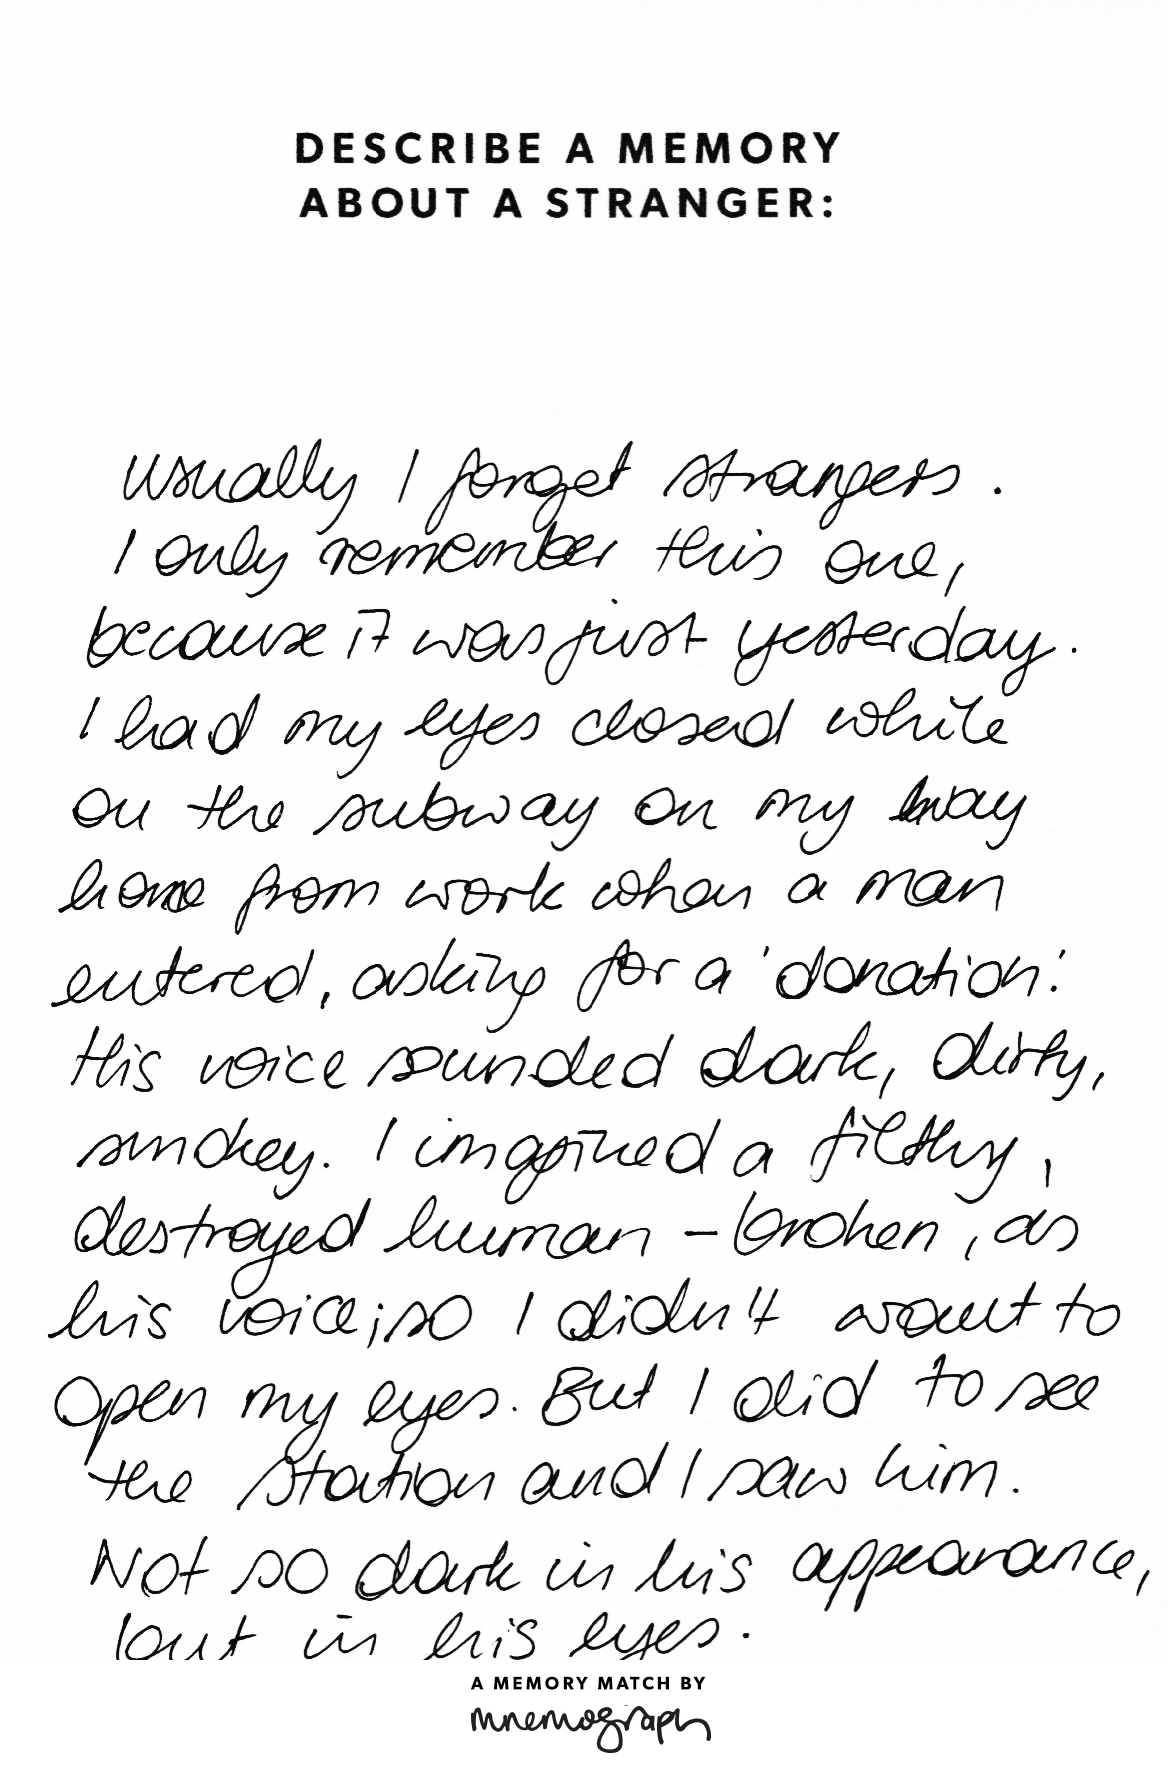 DESCRIBE A MEMORY
ABOUT A STRANGER:
Usually I forget strangers.
I only remember this one,
because it was just yesterday.
I had my eyes closed while
on the subway on my way
home from work when a man
entered, asking for a 'donation'.
His voice sounded dark, dirty,
smokey. I imagined a filthy,
destroyed human – broken, as
his voice; so I didn't want to
open my eyes. But I did to see
the station and I saw him.
Not so dark in his appearance,
but in his eyes.
A MEMORY MATCH BY
mnemograph